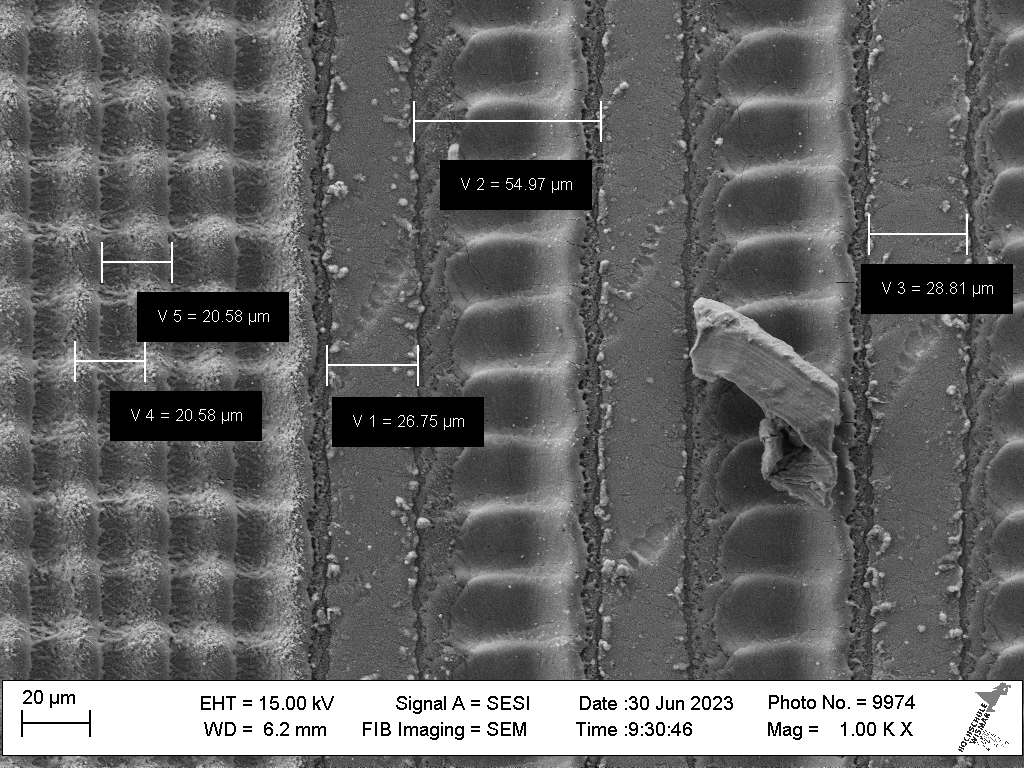 V 2 = 54.97 µm
V 3 = 28.81 µm
V 5 = 20.58 µm
V 4 = 20.58 µm
V 1 = 26.75 µm
20 µm
EHT = 15.00 kV
Signal A = SESI
Date :30 Jun 2023
Photo No. = 9974
WD = 6.2 mm
FIB Imaging = SEM
Time :9:30:46
Mag = 1.00 K X
HOCHSCHULE
WISMAR